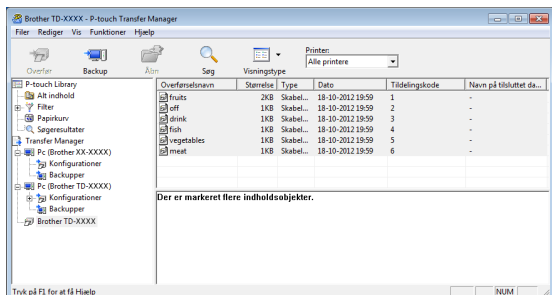 Brother TD-XXXX - P-touch Transfer Manager
Filer Rediger Vis Funktioner Hjælp
Overfør Backup Åbn Søg Visningstype
Printer:
Alle printere
P-touch Library
Alt indhold
Filter
Papirkurv
Søgeresultater
Transfer Manager
Pc (Brother XX-XXXX)
Konfigurationer
Backupper
Pc (Brother TD-XXXX)
Konfigurationer
Backupper
Brother TD-XXXX
Overførselsnavn Størrelse Type Dato Tildelingskode Navn på tilsluttet da...
fruits 2KB Skabel... 18-10-2012 19:59 1 -
off 1KB Skabel... 18-10-2012 19:59 2 -
drink 1KB Skabel... 18-10-2012 19:59 3 -
fish 1KB Skabel... 18-10-2012 19:59 4 -
vegetables 1KB Skabel... 18-10-2012 19:59 5 -
meat 1KB Skabel... 18-10-2012 19:59 6 -
Der er markeret flere indholdsobjekter.
Tryk på F1 for at få Hjælp
NUM